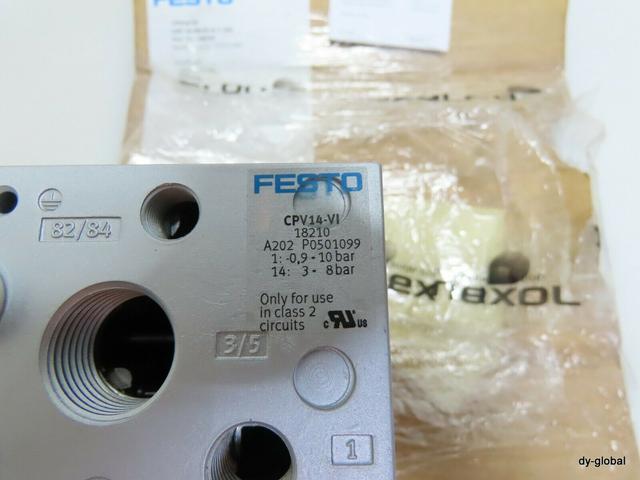 FESTO
FESTO
CPV14-VI
18210
A202 P0501099
1: -0,9 - 10 bar
14: 3 - 8 bar
Only for use
in class 2
circuits
c RU us
82/84
3/5
1
dy-global